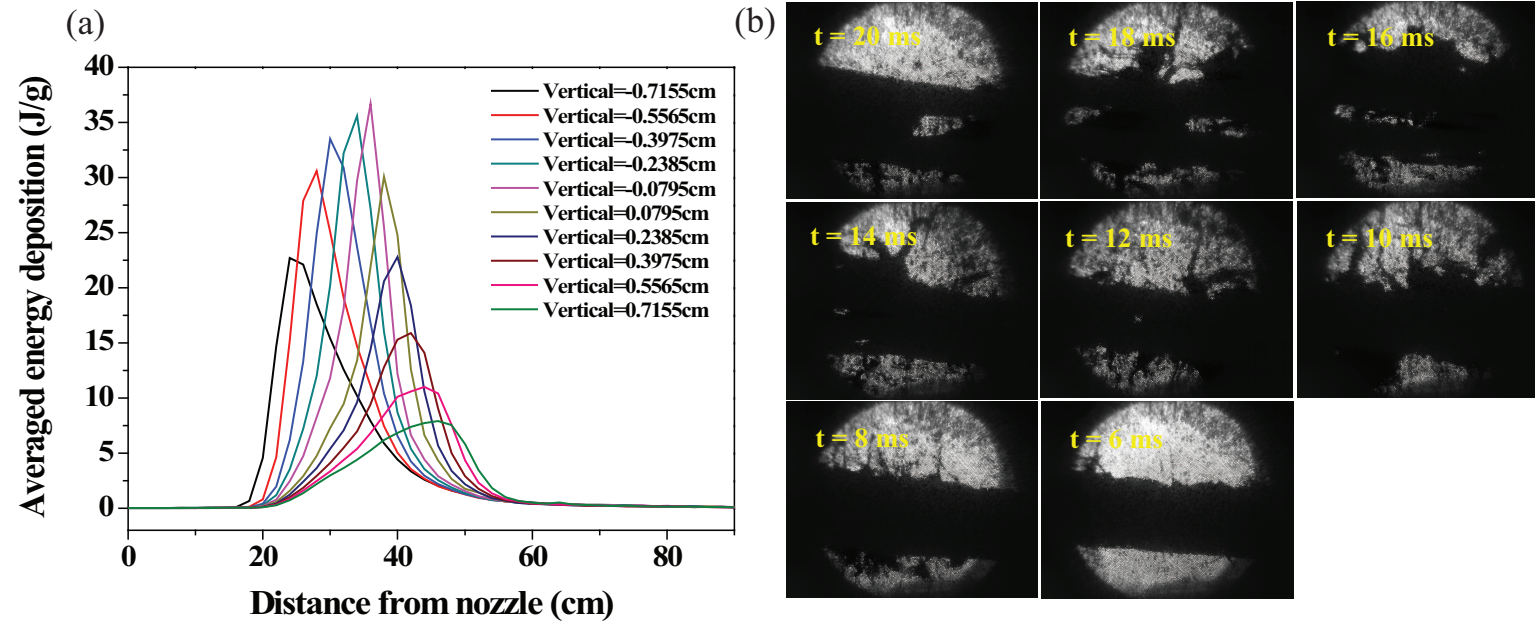 (a)
Averaged energy deposition (J/g)
40
35
30
25
20
15
10
5
0
0
20
40
60
80
Distance from nozzle (cm)
Vertical=-0.7155cm
Vertical=-0.5565cm
Vertical=-0.3975cm
Vertical=-0.2385cm
Vertical=-0.0795cm
Vertical=0.0795cm
Vertical=0.2385cm
Vertical=0.3975cm
Vertical=0.5565cm
Vertical=0.7155cm
(b)
t = 20 ms
t = 18 ms
t = 16 ms
t = 14 ms
t = 12 ms
t = 10 ms
t = 8 ms
t = 6 ms